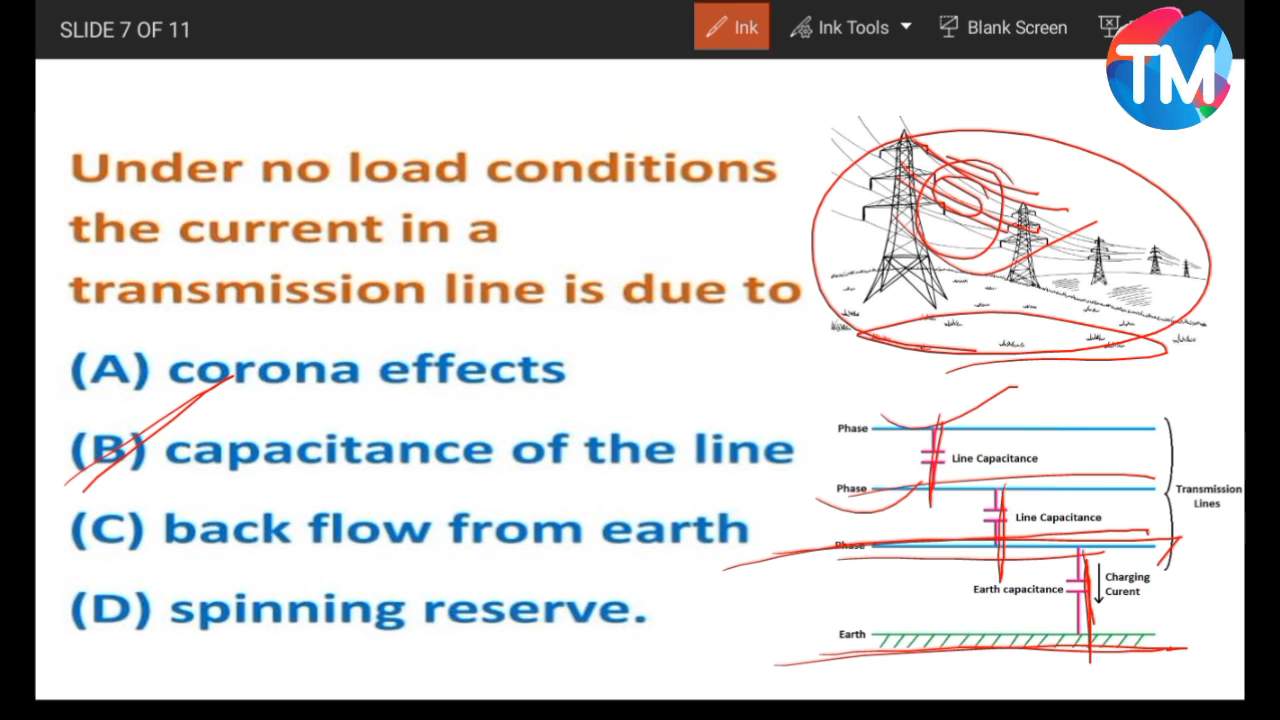 SLIDE 7 OF 11
Ink
Ink Tools
Blank Screen
TM
Under no load conditions
the current in a
transmission line is due to
(A) corona effects
(B) capacitance of the line
(C) back flow from earth
(D) spinning reserve.
Phase
Line Capacitance
Phase
Transmission
Lines
Line Capacitance
Phase
Charging
Curent
Earth capacitance
Earth